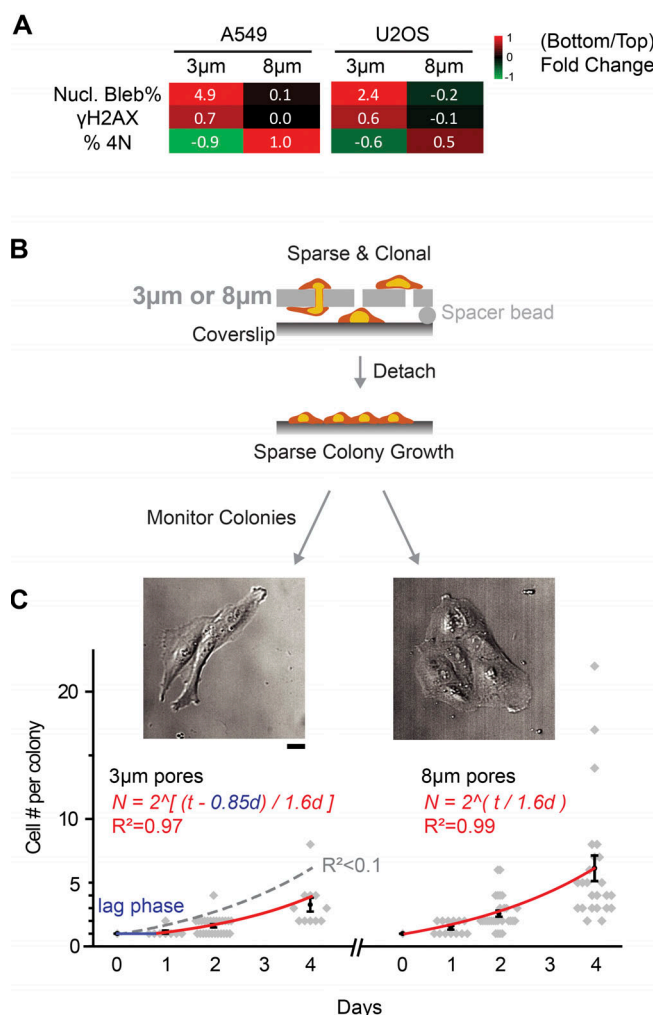 A
A549
U2OS
3µm
8µm
3µm
8µm
1
0
-1
(Bottom/Top)
Fold Change
Nucl. Bleb%
4.9
0.1
2.4
-0.2
γH2AX
0.7
0.0
0.6
-0.1
% 4N
-0.9
1.0
-0.6
0.5
B
Sparse & Clonal
3µm or 8µm
Spacer bead
Coverslip
Detach
Sparse Colony Growth
Monitor Colonies
C
Cell # per colony
20
10
5
0
3µm pores
N = 2^[ (t - 0.85d) / 1.6d ]
R²=0.97
R²<0.1
lag phase
8µm pores
N = 2^( t / 1.6d )
R²=0.99
0
1
2
3
4
0
1
2
3
4
Days